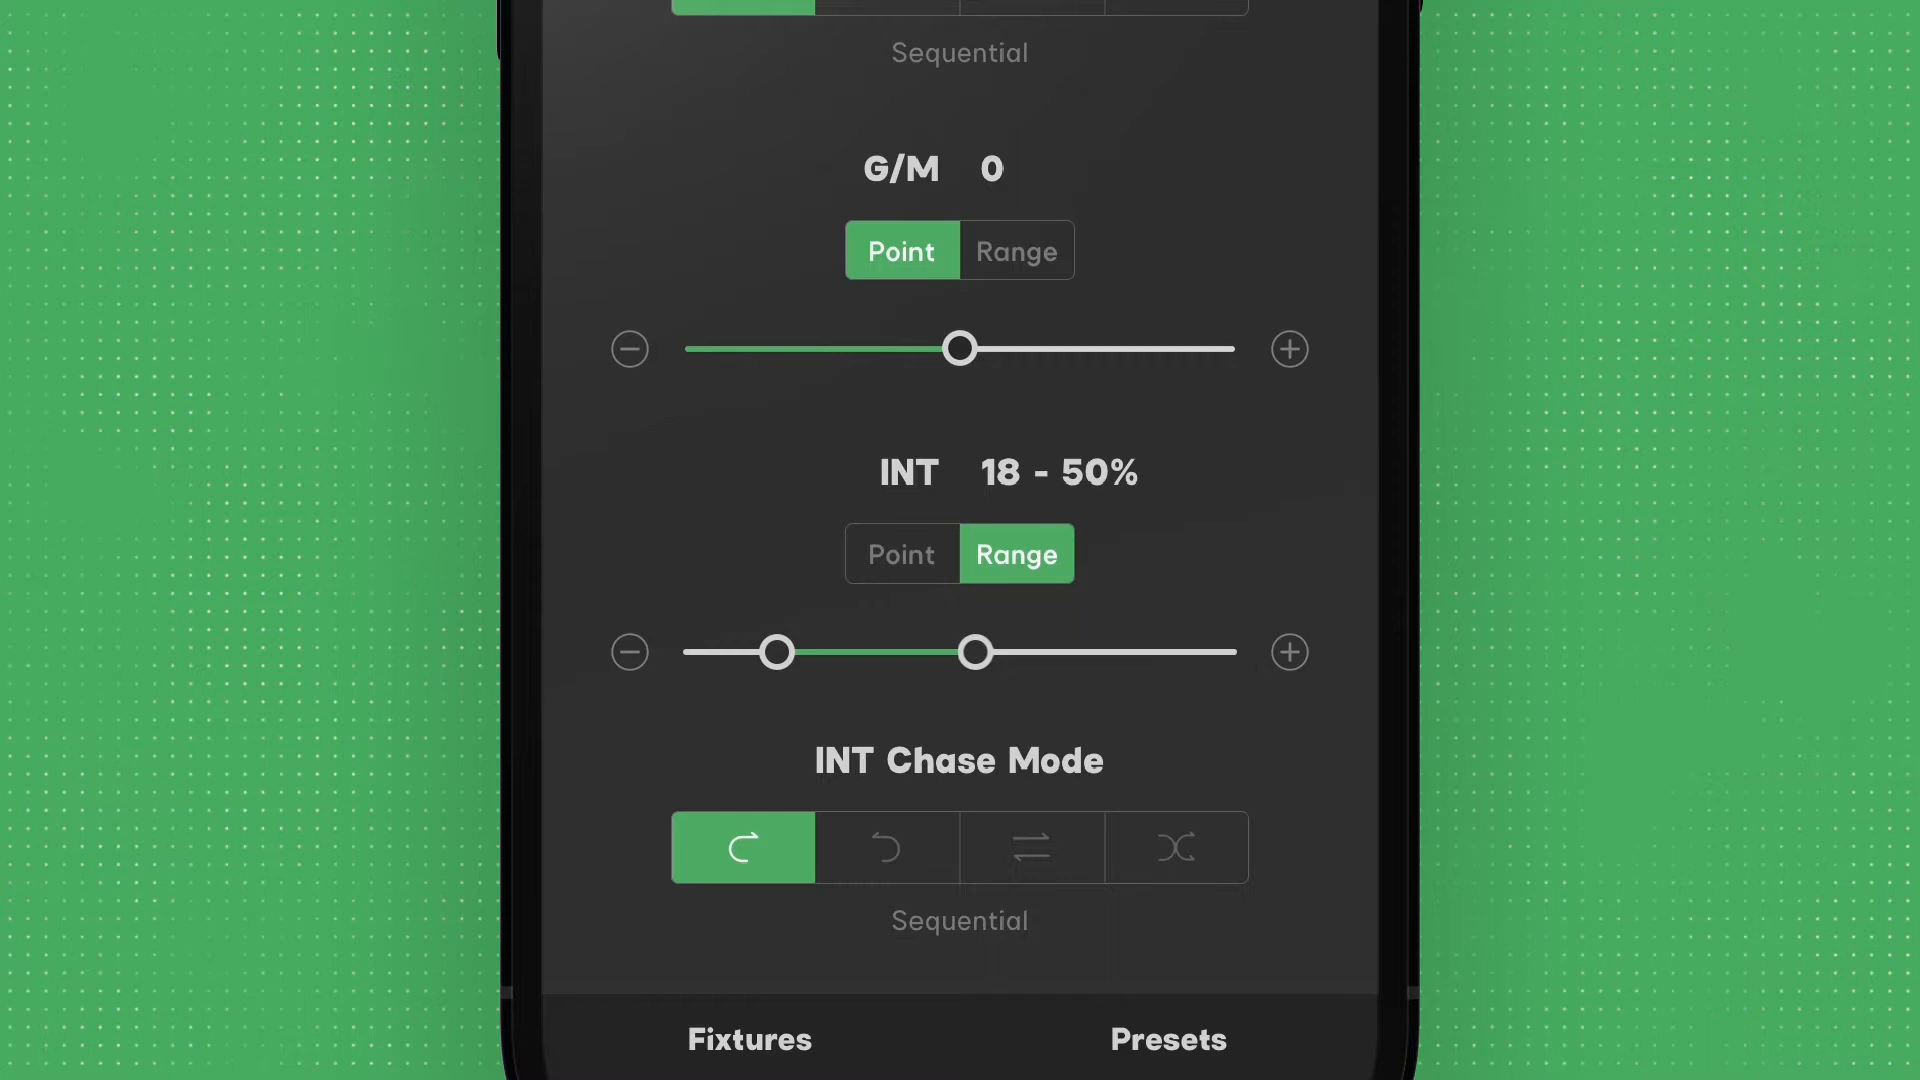 Sequential
G/M 0
Point Range
INT 18 - 50%
Point Range
INT Chase Mode
Sequential
Fixtures Presets